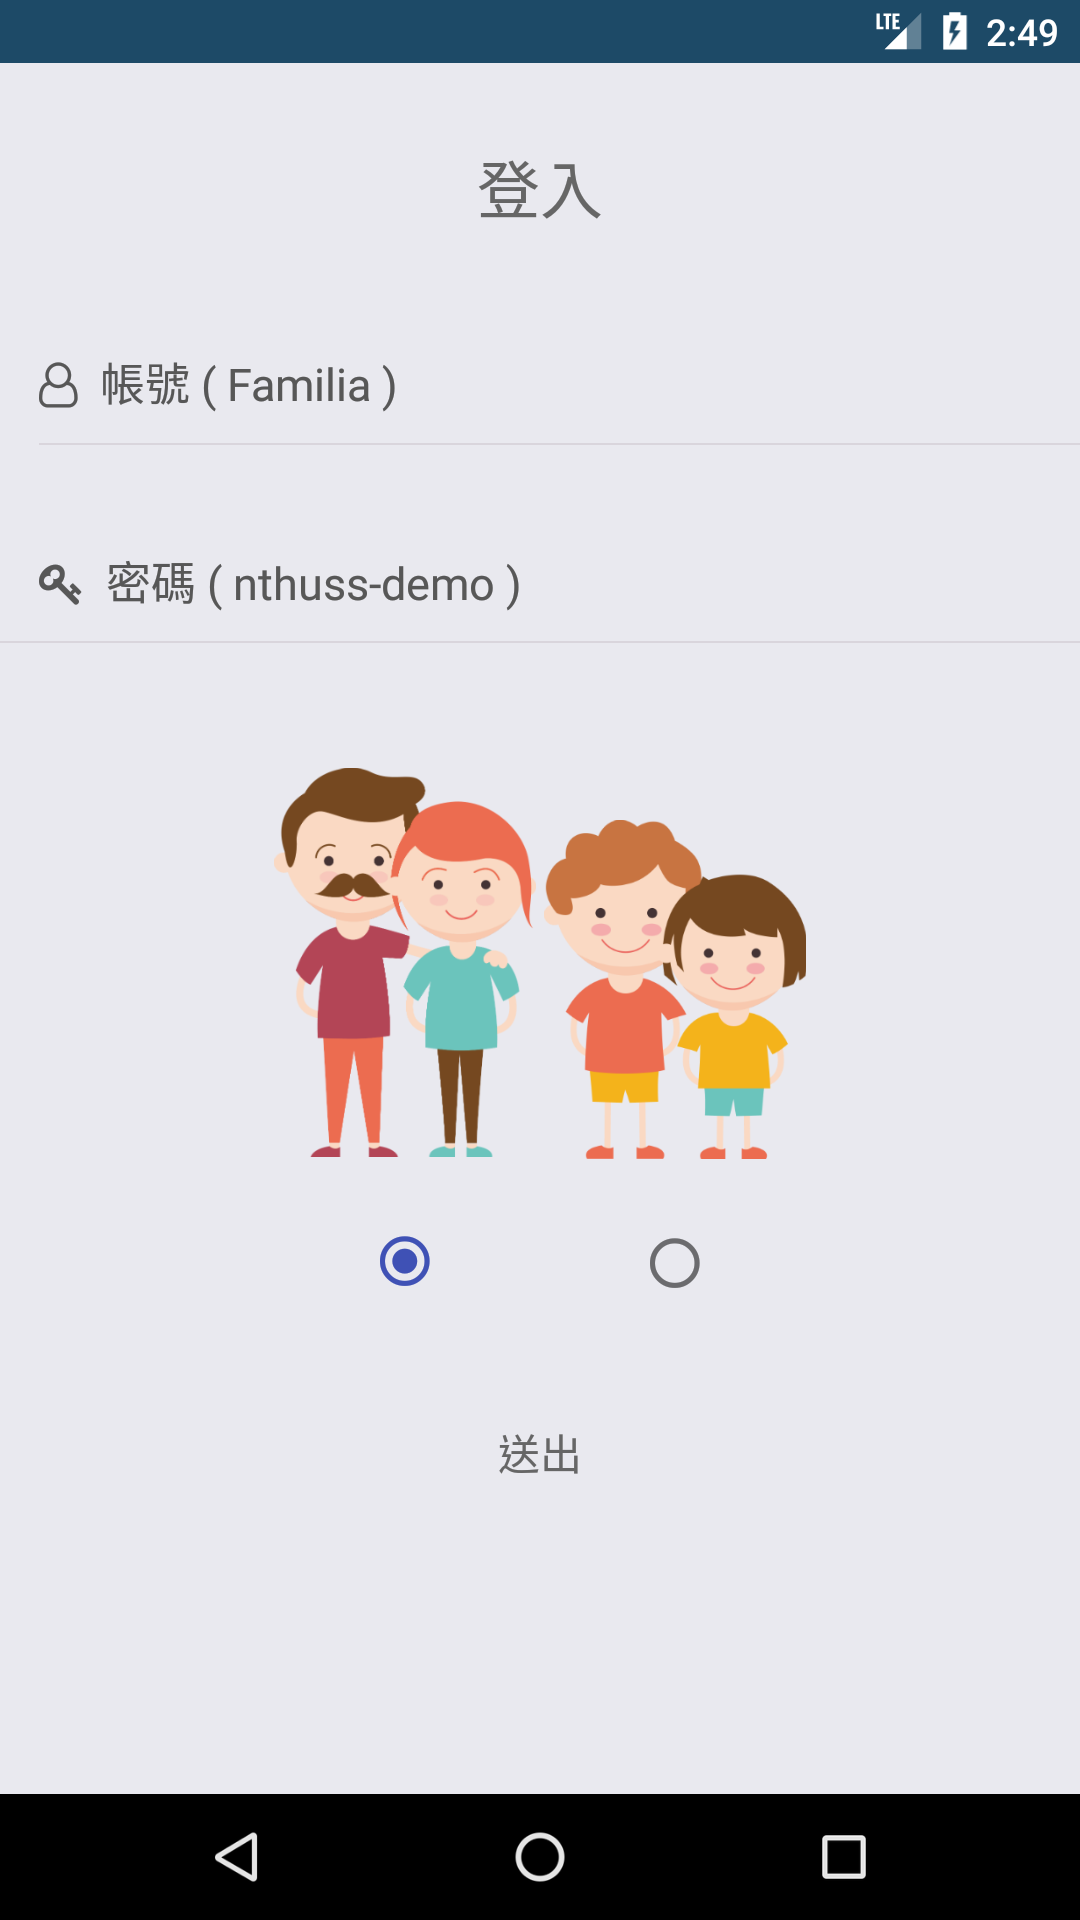 LTE 2:49
登入
帳號 ( Familia )
密碼 ( nthuss-demo )
送出